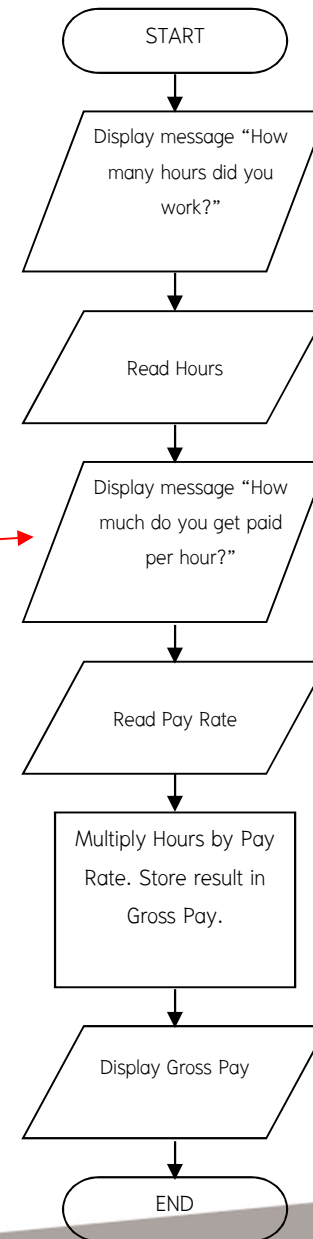 START
Display message “How
many hours did you
work?”
Read Hours
Display message “How
much do you get paid
per hour?”
Read Pay Rate
Multiply Hours by Pay
Rate. Store result in
Gross Pay.
Display Gross Pay
END